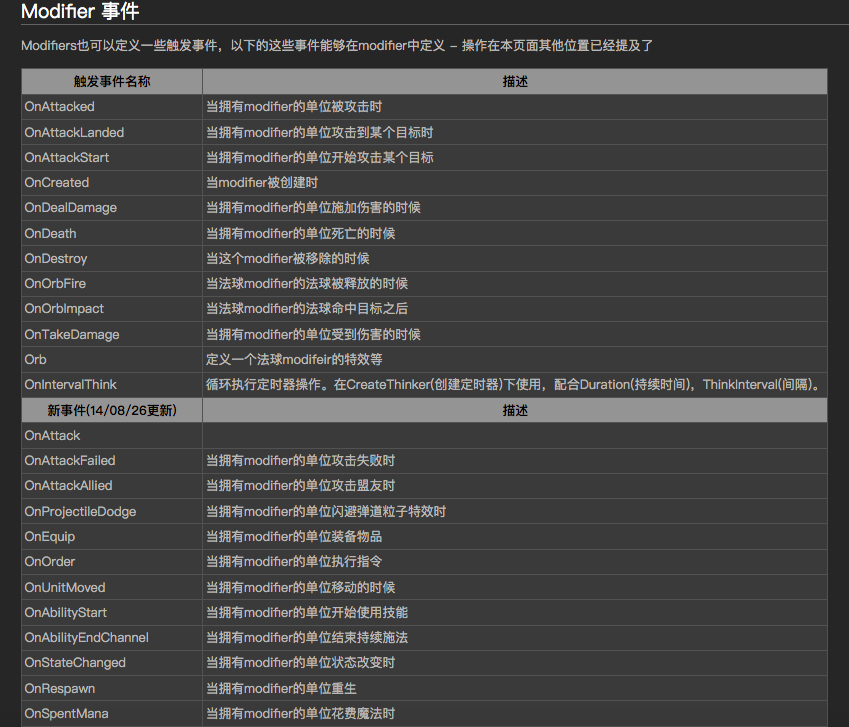 Modifier 事件
Modifiers也可以定义一些触发事件，以下的这些事件能够在modifier中定义 – 操作在本页面其他位置已经提及了
触发事件名称 描述
OnAttacked 当拥有modifier的单位被攻击时
OnAttackLanded 当拥有modifier的单位攻击到某个目标时
OnAttackStart 当拥有modifier的单位开始攻击某个目标
OnCreated 当modifier被创建时
OnDealDamage 当拥有modifier的单位施加伤害的时候
OnDeath 当拥有modifier的单位死亡的时候
OnDestroy 当这个modifier被移除的时候
OnOrbFire 当法球modifier的法球被释放的时候
OnOrbImpact 当法球modifier的法球命中目标之后
OnTakeDamage 当拥有modifier的单位受到伤害的时候
Orb 定义一个法球modifeir的特效等
OnIntervalThink 循环执行定时器操作。在CreateThinker(创建定时器)下使用，配合Duration(持续时间)，ThinkInterval(间隔)。
新事件(14/08/26更新) 描述
OnAttack
OnAttackFailed 当拥有modifier的单位攻击失败时
OnAttackAllied 当拥有modifier的单位攻击盟友时
OnProjectileDodge 当拥有modifier的单位闪避弹道粒子特效时
OnEquip 当拥有modifier的单位装备物品
OnOrder 当拥有modifier的单位执行指令
OnUnitMoved 当拥有modifier的单位移动的时候
OnAbilityStart 当拥有modifier的单位开始使用技能
OnAbilityEndChannel 当拥有modifier的单位结束持续施法
OnStateChanged 当拥有modifier的单位状态改变时
OnRespawn 当拥有modifier的单位重生
OnSpentMana 当拥有modifier的单位花费魔法时